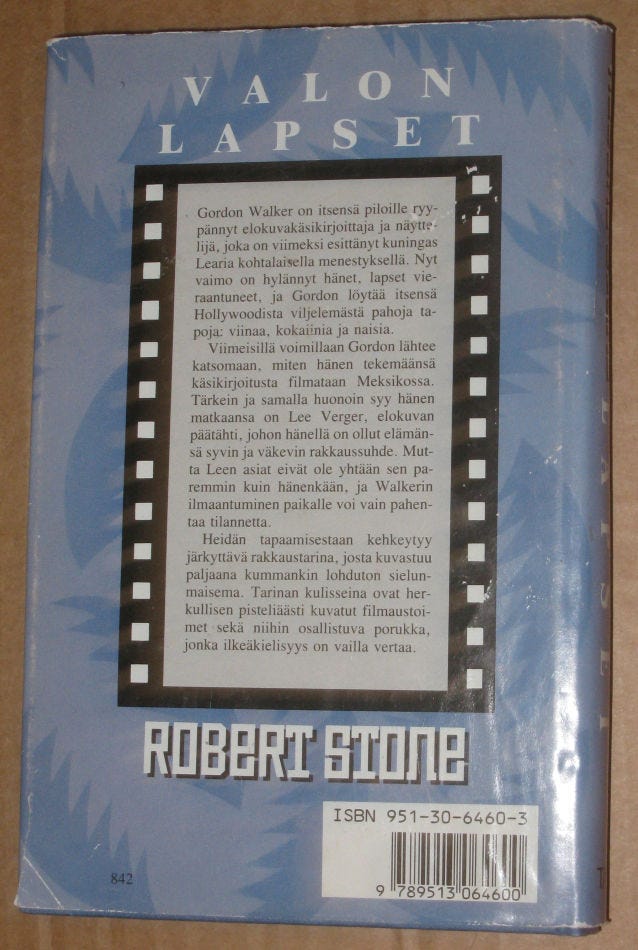 VALON
LAPSET
Gordon Walker on itsensä piloille ryy-
pännyt elokuvakäsikirjoittaja ja näytte-
lijä, joka on viimeksi esittänyt kuningas
Learia kohtalaisella menestyksellä. Nyt
vaimo on hylännyt hänet, lapset vie-
raantuneet, ja Gordon löytää itsensä
Hollywoodista viljelemästä pahoja ta-
poja: viinaa, kokaiinia ja naisia.
Viimeisillä voimillaan Gordon lähtee
katsomaan, miten hänen tekemäänsä
käsikirjoitusta filmataan Meksikossa.
Tärkein ja samalla huonoin syy hänen
matkaansa on Lee Verger, elokuvan
päätähti, johon hänellä on ollut elämän-
sä syvin ja väkevin rakkaussuhde. Mut-
ta Leen asiat eivät ole yhtään sen pa-
remmin kuin hänenkään, ja Walkerin
ilmaantuminen paikalle voi vain pahen-
taa tilannetta.
Heidän tapaamisestaan kehkeytyy
järkyttävä rakkaustarina, josta kuvastuu
paljaana kummankin lohduton sielun-
maisema. Tarinan kulisseina ovat her-
kullisen pisteliäästi kuvatut filmaustoi-
met sekä niihin osallistuva porukka,
jonka ilkeäkielisyys on vailla vertaa.
ROBERT STONE
ISBN 951-30-6460-3
9 789513 064600
842
LAPSET